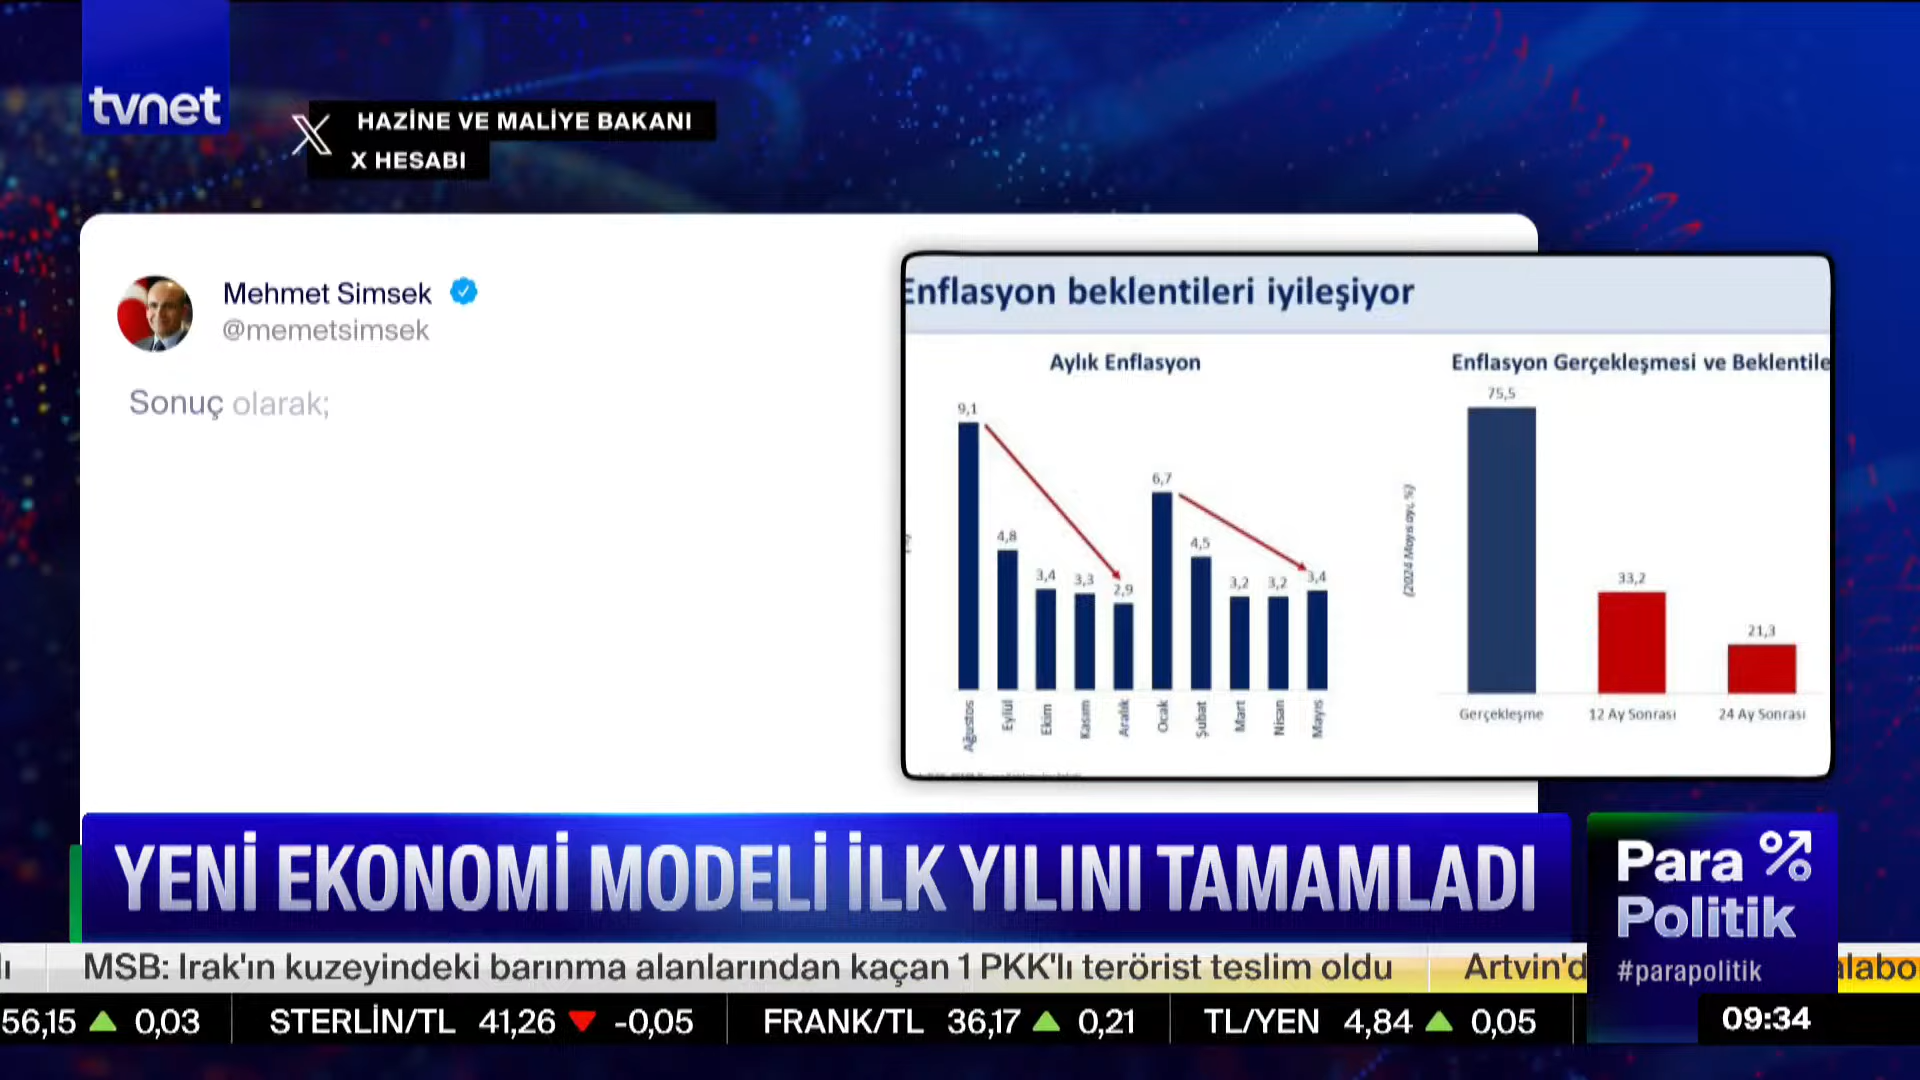 tvnet
HAZİNE VE MALİYE BAKANI
X HESABI
Mehmet Simsek
@memetsimsek
Sonuç olarak;
Enflasyon beklentileri iyileşiyor
Aylık Enflasyon
9,1
4,8
3,4
3,3
2,9
6,7
4,5
3,2
3,2
3,4
Ağustos
Eylül
Ekim
Kasım
Aralık
Ocak
Şubat
Mart
Nisan
Mayıs
Enflasyon Gerçekleşmesi ve Beklentile
(2024 Mayıs ayı, %)
75,5
33,2
21,3
Gerçekleşme
12 Ay Sonrası
24 Ay Sonrası
YENİ EKONOMİ MODELİ İLK YILINI TAMAMLADI
Para
Politik
#parapolitik
MSB: Irak'ın kuzeyindeki barınma alanlarından kaçan 1 PKK'lı terörist teslim oldu
Artvin'd
alabo
56,15 0,03
STERLİN/TL 41,26 -0,05
FRANK/TL 36,17 0,21
TL/YEN 4,84 0,05
09:34